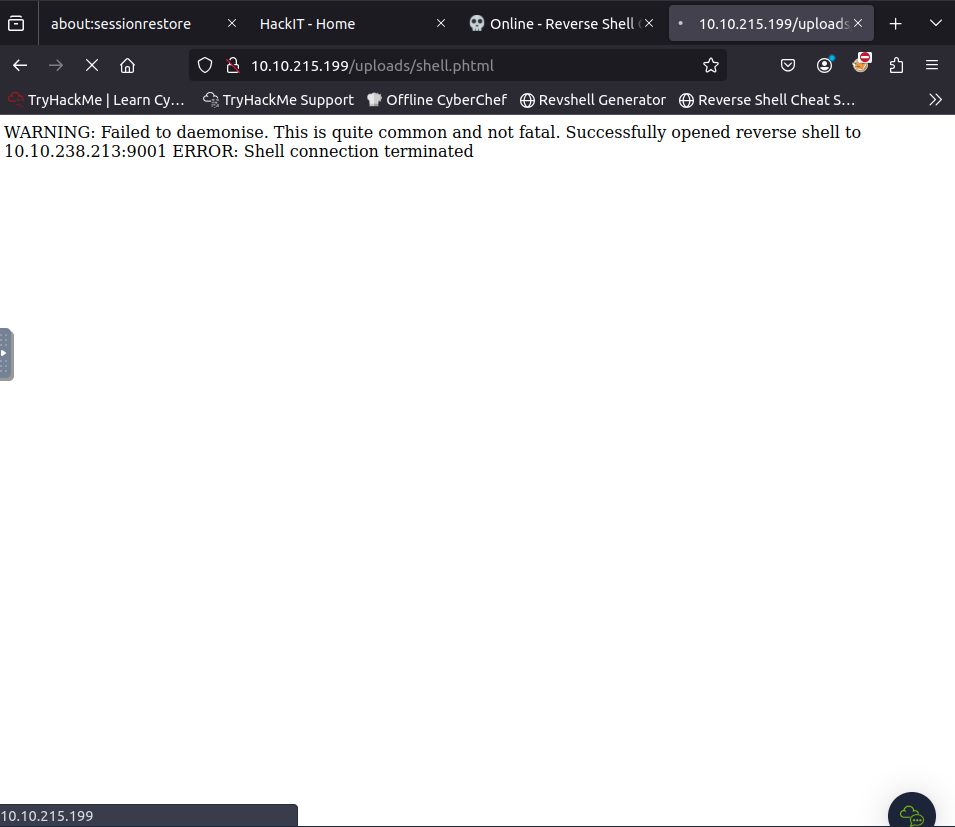 about:sessionrestore
HackIT - Home
Online - Reverse Shell
10.10.215.199/uploads
10.10.215.199/uploads/shell.phtml
TryHackMe | Learn Cy...
TryHackMe Support
Offline CyberChef
Revshell Generator
Reverse Shell Cheat S...
WARNING: Failed to daemonise. This is quite common and not fatal. Successfully opened reverse shell to
10.10.238.213:9001 ERROR: Shell connection terminated
10.10.215.199